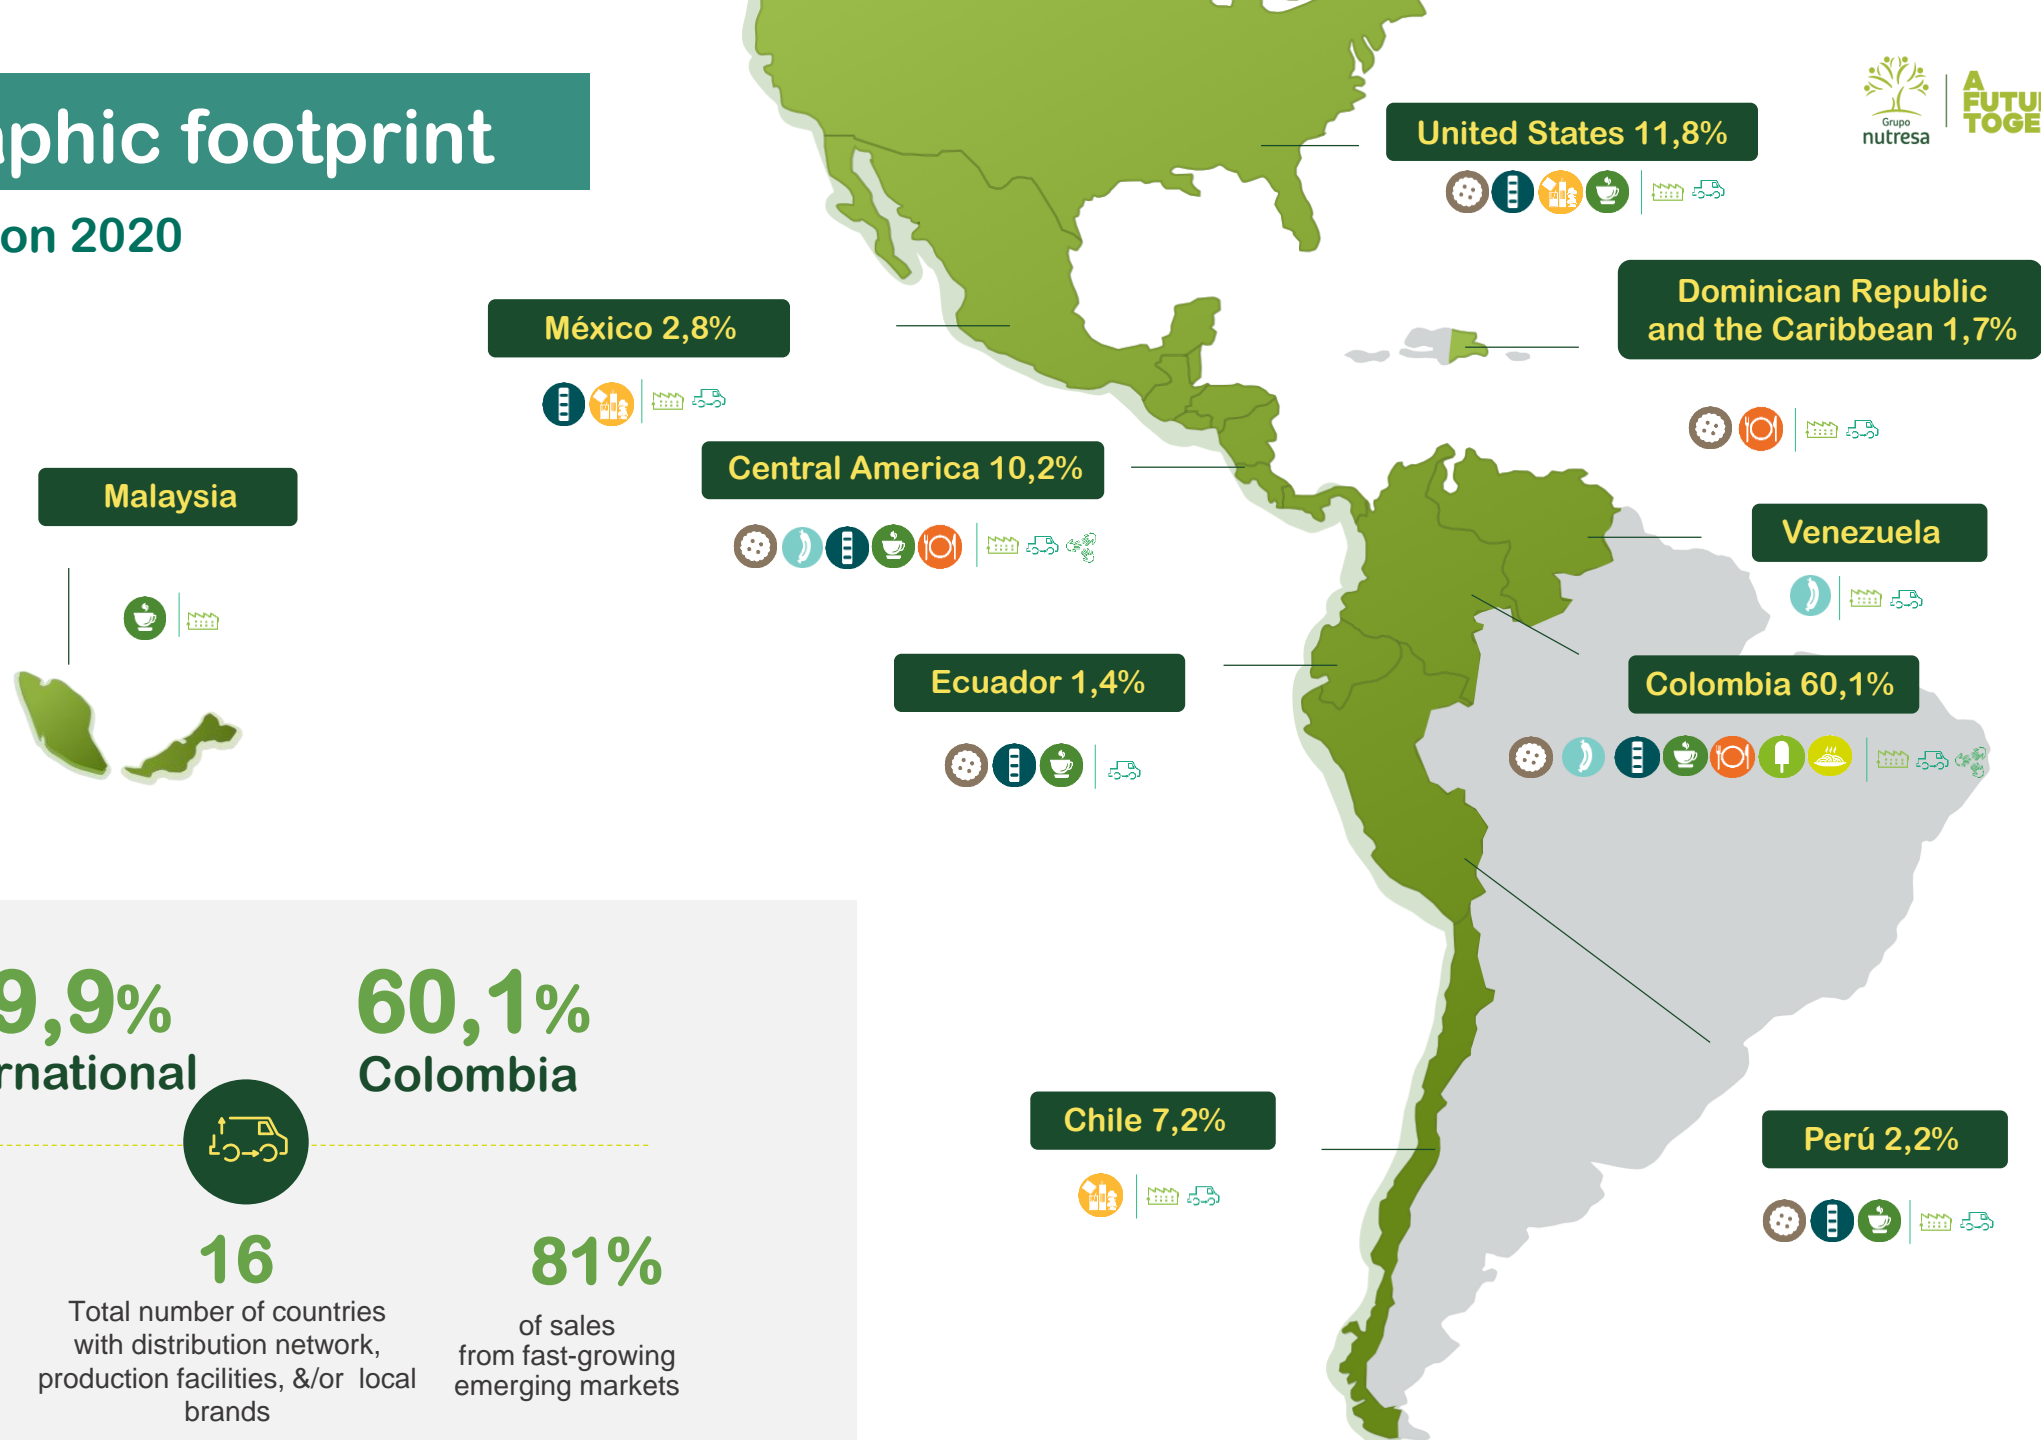 aphic footprint
on 2020
Grupo
nutresa
A
FUTU
TOGE
United States 11,8%
Dominican Republic
and the Caribbean 1,7%
México 2,8%
Central America 10,2%
Malaysia
Venezuela
Ecuador 1,4%
Colombia 60,1%
9,9%
rnational
60,1%
Colombia
Chile 7,2%
Perú 2,2%
16
Total number of countries
with distribution network,
production facilities, &/or local
brands
81%
of sales
from fast-growing
emerging markets